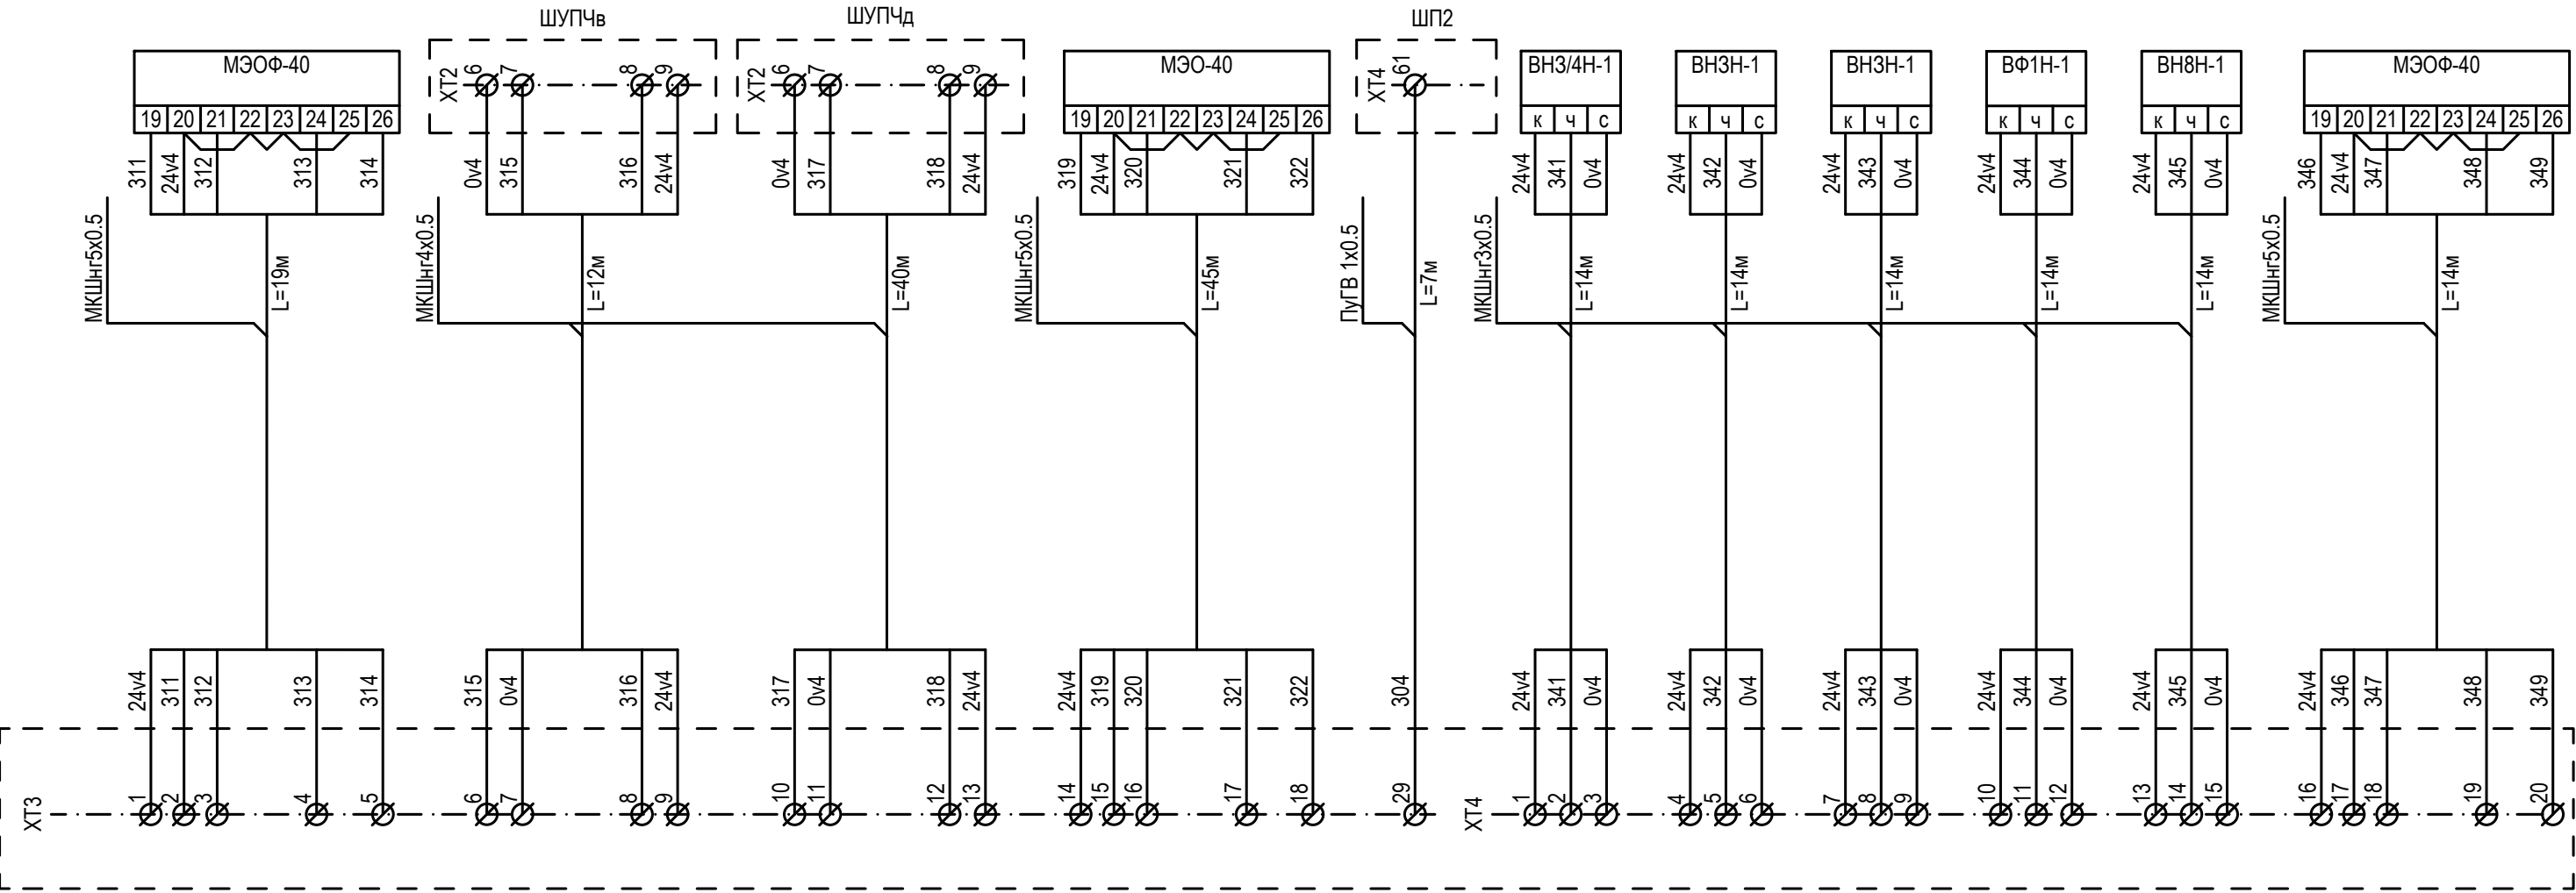 ШУПЧв ШУПЧд ШП2
МЭОФ-40
19 20 21 22 23 24 25 26
311 24v4 312 313 314
МКШнг5х0.5
L=19м
ХТ2 6 7 8 9
0v4 315 316 24v4
МКШнг4х0.5
L=12м
ХТ2 6 7 8 9
0v4 317 318 24v4
L=40м
МЭО-40
19 20 21 22 23 24 25 26
319 24v4 320 321 322
МКШнг5х0.5
L=45м
ХТ4 61
ПуГВ 1х0.5
L=7м
ВН3/4Н-1
к ч с
24v4 341 0v4
МКШнг3х0.5
L=14м
ВН3Н-1
к ч с
24v4 342 0v4
L=14м
ВН3Н-1
к ч с
24v4 343 0v4
L=14м
ВФ1Н-1
к ч с
24v4 344 0v4
L=14м
ВН8Н-1
к ч с
24v4 345 0v4
L=14м
МЭОФ-40
19 20 21 22 23 24 25 26
346 24v4 347 348 349
МКШнг5х0.5
L=14м
24v4 311 312 313 314
315 0v4 316 24v4
317 0v4 318 24v4
24v4 319 320 321 322
304
24v4 341 0v4
24v4 342 0v4
24v4 343 0v4
24v4 344 0v4
24v4 345 0v4
24v4 346 347 348 349
ХТ3 1 2 3 4 5 6 7 8 9 10 11 12 13 14 15 16 17 18 29
ХТ4 1 2 3 4 5 6 7 8 9 10 11 12 13 14 15 16 17 18 19 20